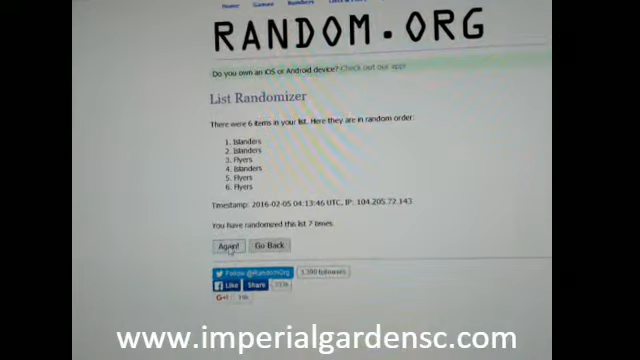 Home Games Numbers
RANDOM.ORG
Do you own an iOS or Android device? Check out our app!
List Randomizer
There were 6 items in your list. Here they are in random order:
1. Islanders
2. Islanders
3. Flyers
4. Islanders
5. Flyers
6. Flyers
Timestamp: 2016-02-05 04:13:46 UTC, IP: 104.205.72.143
You have randomized this list 7 times.
Again! Go Back
Follow @RandomOrg
Like Share
www.imperialgardensc.com